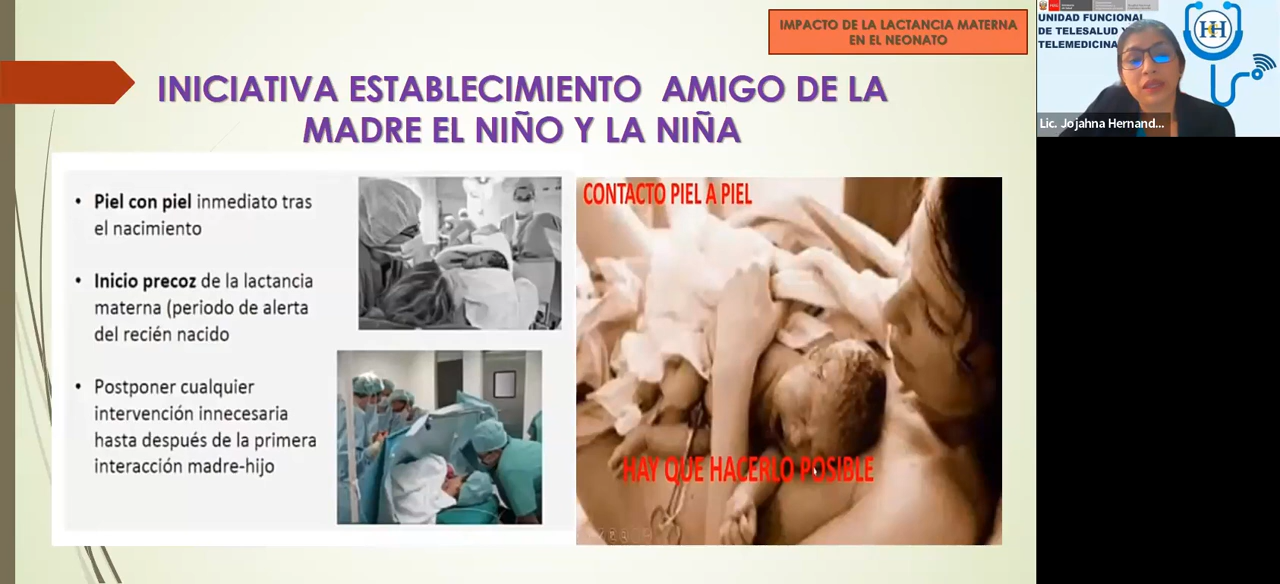 IMPACTO DE LA LACTANCIA MATERNA
EN EL NEONATO
INICIATIVA ESTABLECIMIENTO AMIGO DE LA
MADRE EL NIÑO Y LA NIÑA
• Piel con piel inmediato tras
el nacimiento
• Inicio precoz de la lactancia
materna (periodo de alerta
del recién nacido
• Postponer cualquier
intervención innecesaria
hasta después de la primera
interacción madre-hijo
CONTACTO PIEL A PIEL
HAY QUE HACERLO POSIBLE
UNIDAD FUNCIONAL
DE TELESALUD Y
TELEMEDICINA
Lic. Jojahna Hernand...